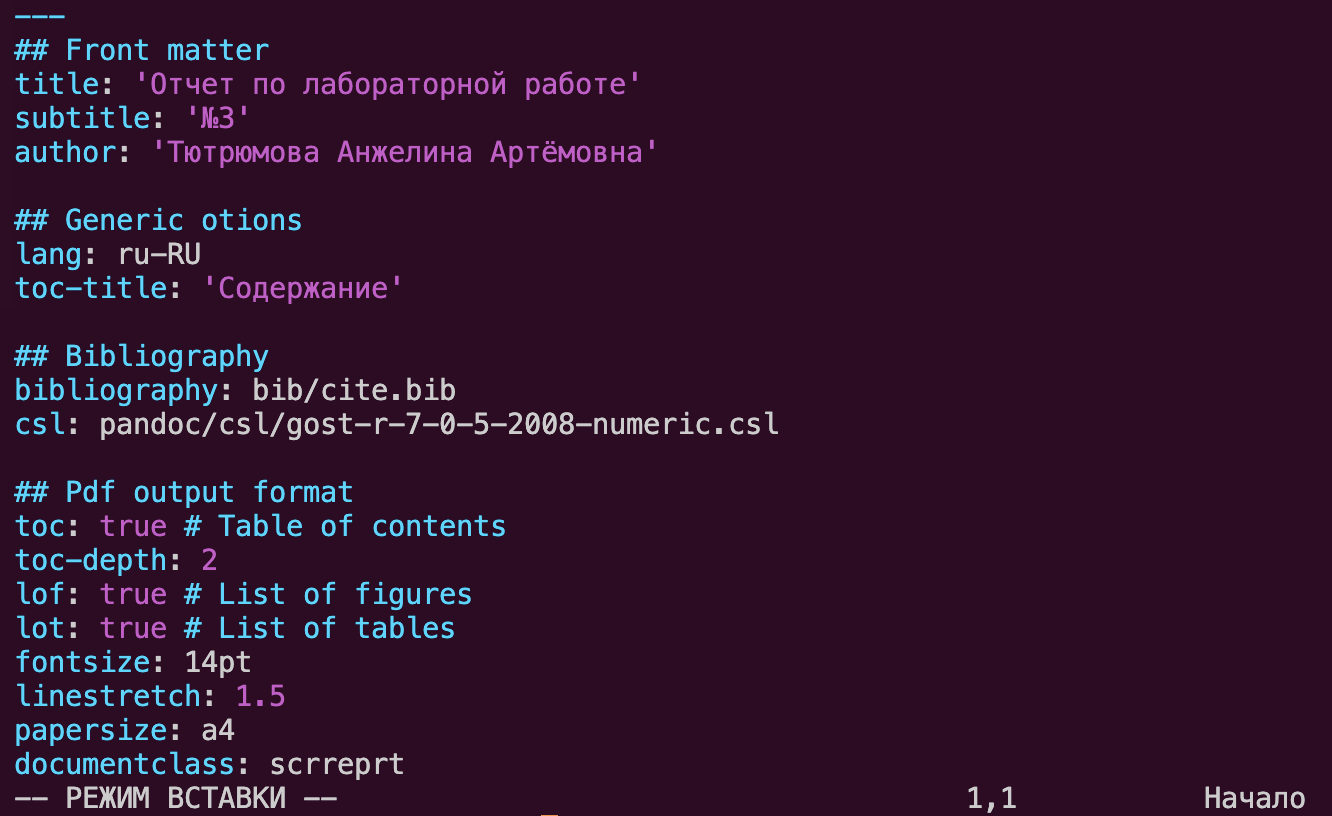 ---
## Front matter
title: 'Отчет по лабораторной работе'
subtitle: '№3'
author: 'Тютрюмова Анжелина Артёмовна'
## Generic otions
lang: ru-RU
toc-title: 'Содержание'
## Bibliography
bibliography: bib/cite.bib
csl: pandoc/csl/gost-r-7-0-5-2008-numeric.csl
## Pdf output format
toc: true # Table of contents
toc-depth: 2
lof: true # List of figures
lot: true # List of tables
fontsize: 14pt
linestretch: 1.5
papersize: a4
documentclass: scrreprt
-- РЕЖИМ ВСТАВКИ -- 1,1 Начало